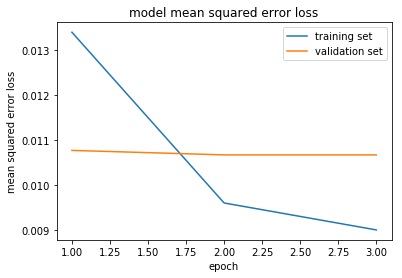 model mean squared error loss
training set
validation set
mean squared error loss
0.013
0.012
0.011
0.010
0.009
1.00 1.25 1.50 1.75 2.00 2.25 2.50 2.75 3.00
epoch